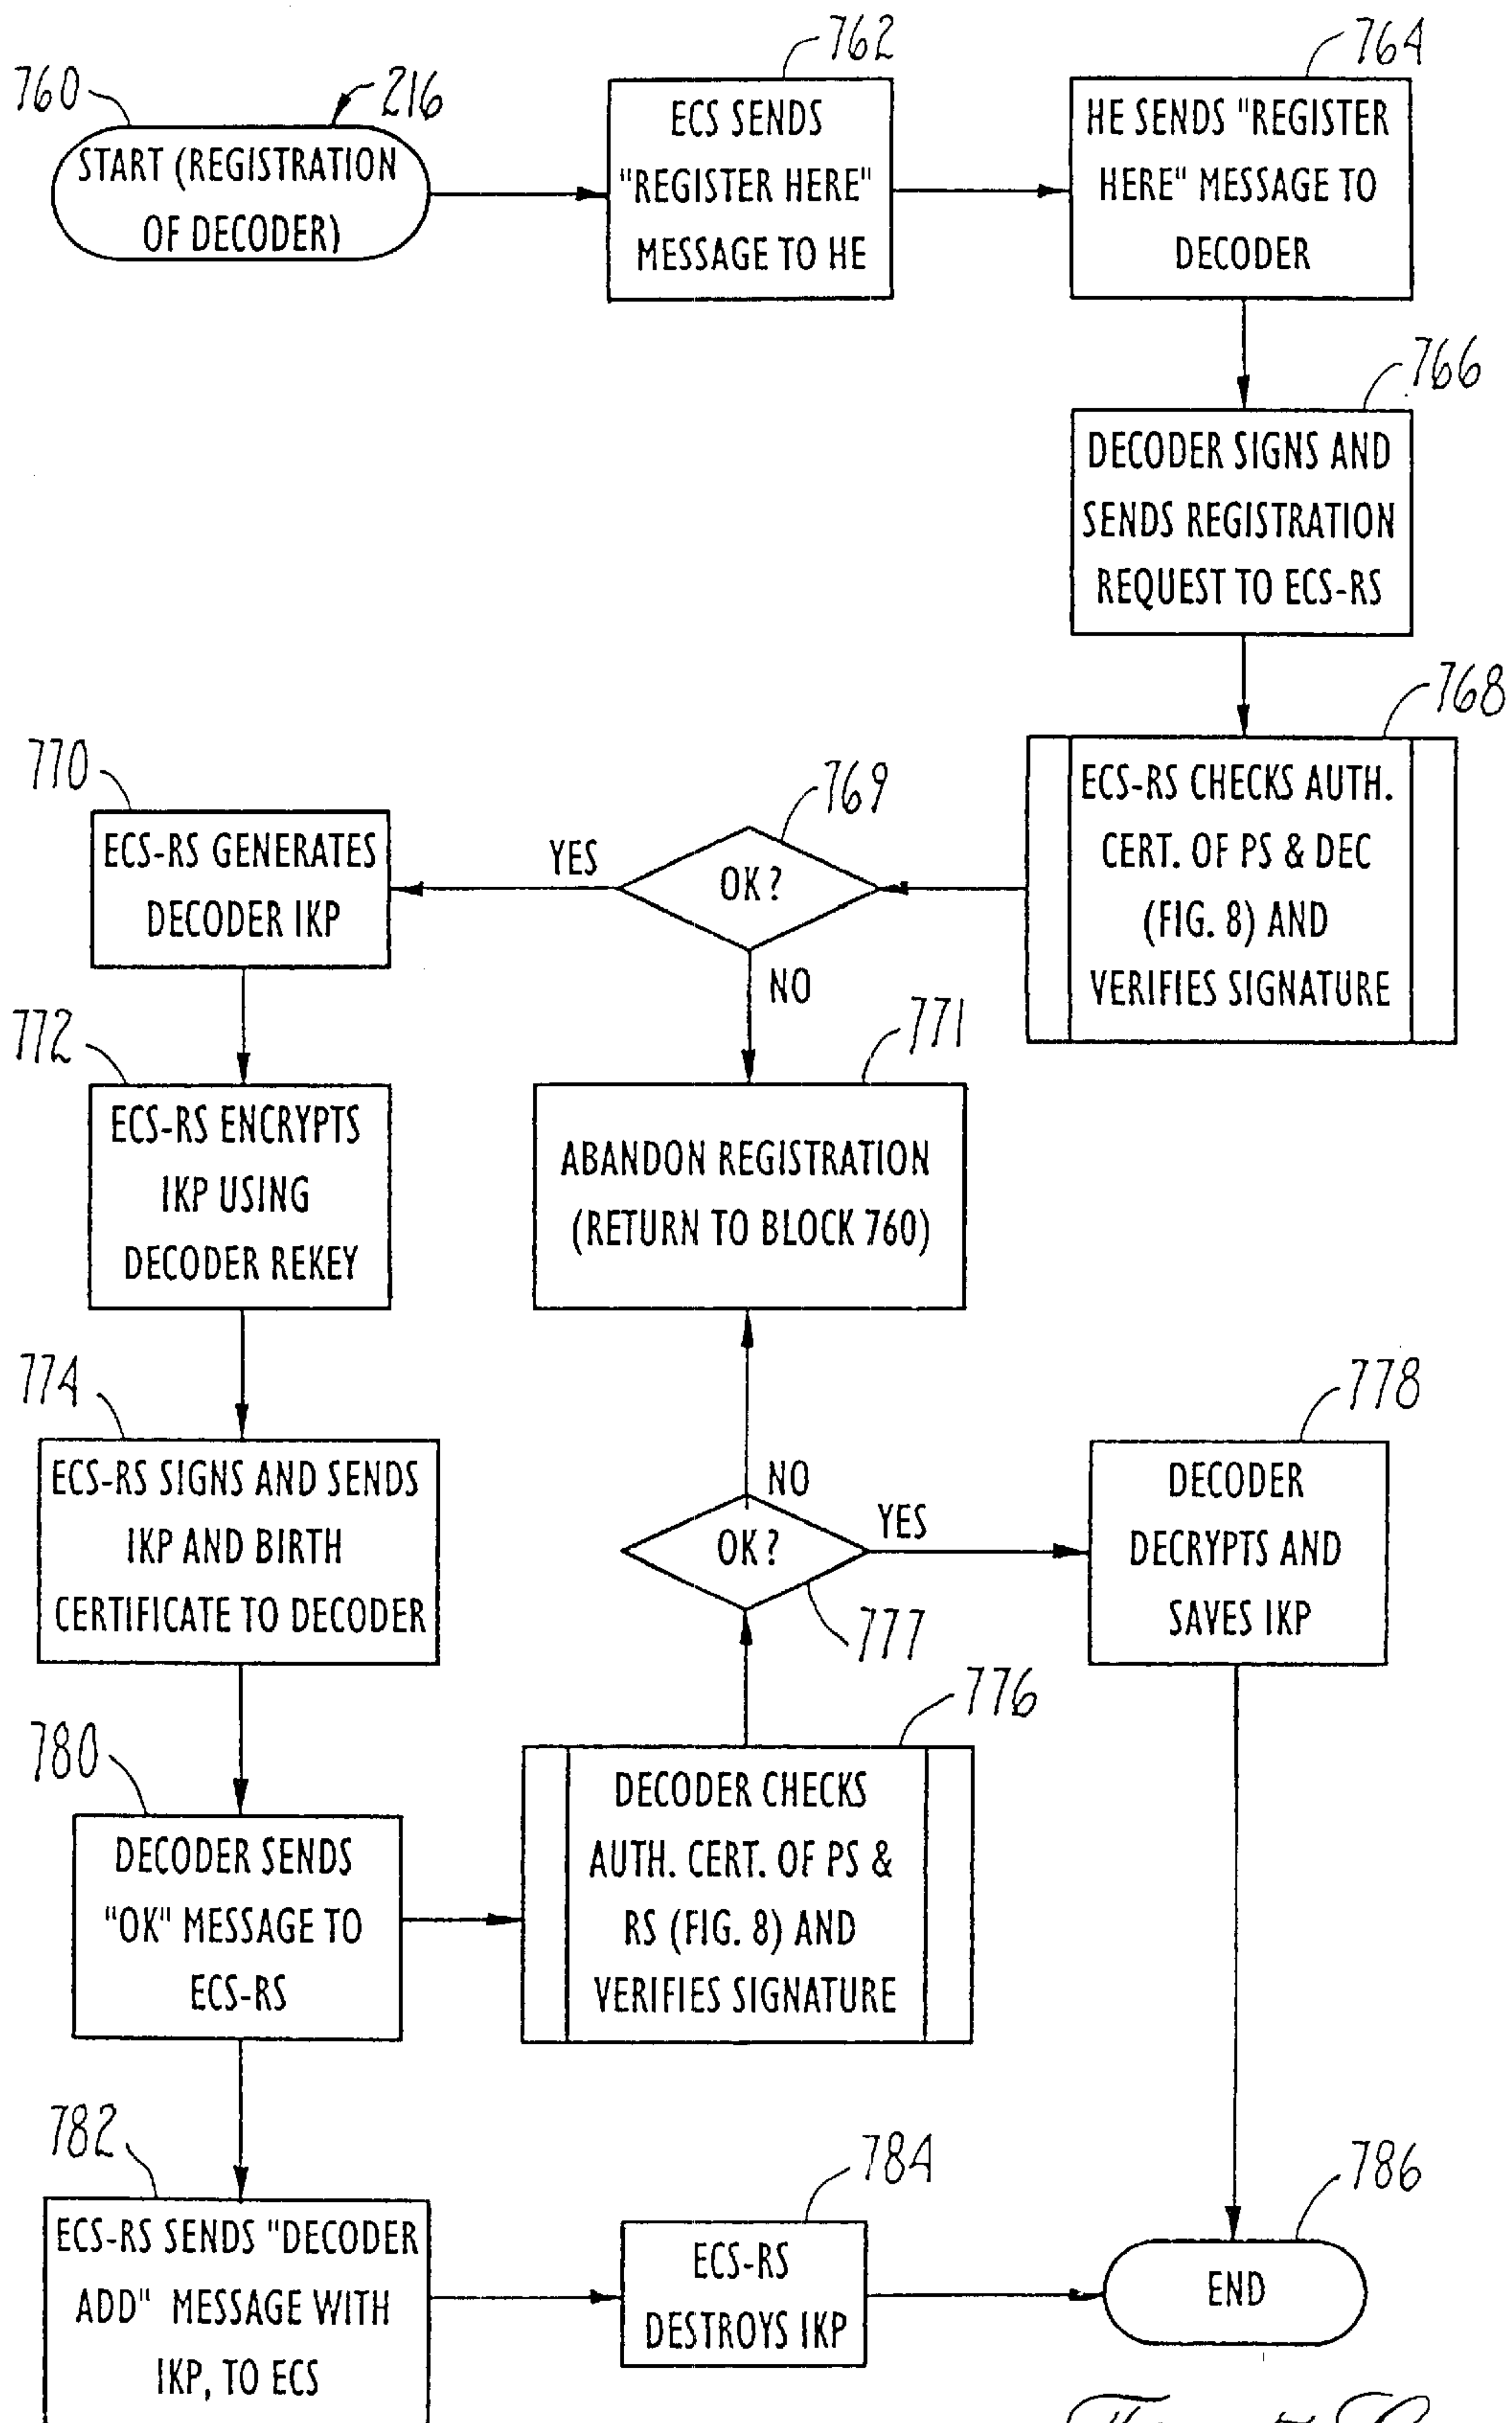 760
216
START (REGISTRATION
OF DECODER)
762
ECS SENDS
"REGISTER HERE"
MESSAGE TO HE
764
HE SENDS "REGISTER
HERE" MESSAGE TO
DECODER
766
DECODER SIGNS AND
SENDS REGISTRATION
REQUEST TO ECS-RS
768
ECS-RS CHECKS AUTH.
CERT. OF PS & DEC
(FIG. 8) AND
VERIFIES SIGNATURE
769
OK?
YES
NO
770
ECS-RS GENERATES
DECODER IKP
771
ABANDON REGISTRATION
(RETURN TO BLOCK 760)
772
ECS-RS ENCRYPTS
IKP USING
DECODER REKEY
774
ECS-RS SIGNS AND SENDS
IKP AND BIRTH
CERTIFICATE TO DECODER
780
DECODER SENDS
"OK" MESSAGE TO
ECS-RS
776
DECODER CHECKS
AUTH. CERT. OF PS &
RS (FIG. 8) AND
VERIFIES SIGNATURE
777
OK?
NO
YES
778
DECODER
DECRYPTS AND
SAVES IKP
782
ECS-RS SENDS "DECODER
ADD" MESSAGE WITH
IKP, TO ECS
784
ECS-RS
DESTROYS IKP
786
END